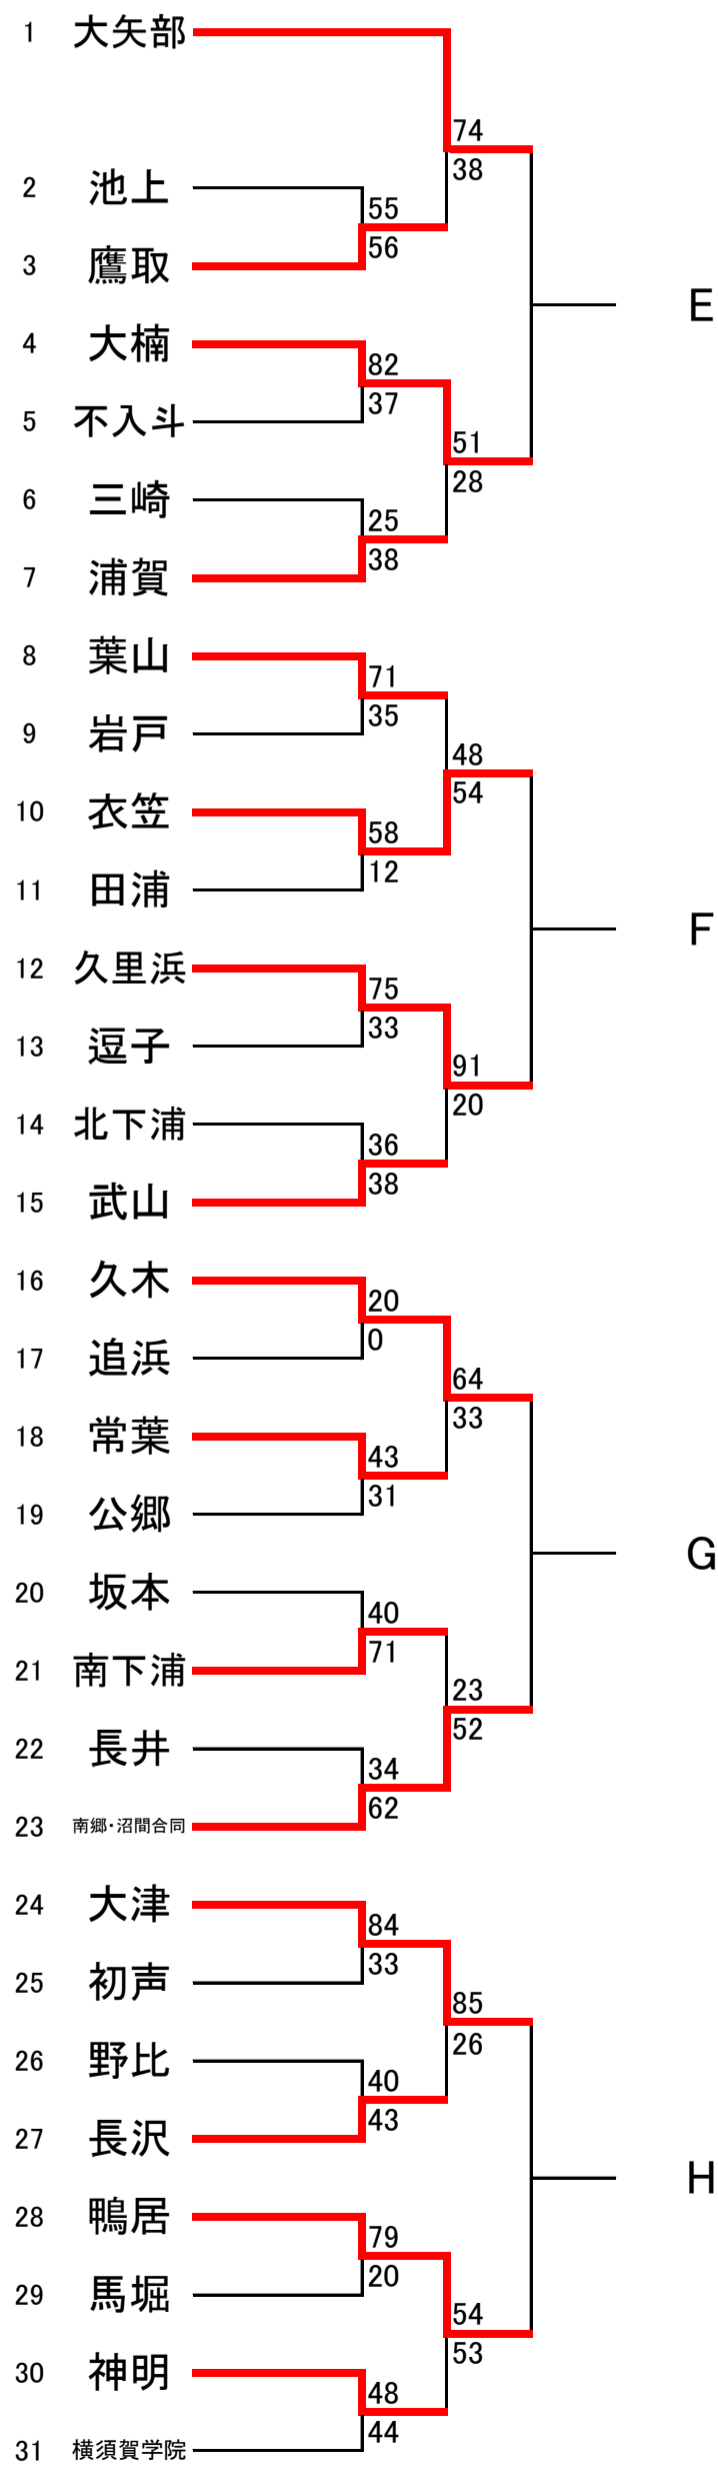 1 大矢部
74
38
2 池上
55
56
3 鷹取
E
4 大楠
82
37
5 不入斗
51
28
6 三崎
25
38
7 浦賀
8 葉山
71
35
9 岩戸
48
54
10 衣笠
58
12
11 田浦
F
12 久里浜
75
33
13 逗子
91
20
14 北下浦
36
38
15 武山
16 久木
20
0
17 追浜
64
33
18 常葉
43
31
19 公郷
G
20 坂本
40
71
21 南下浦
23
52
22 長井
34
62
23 南郷・沼間合同
24 大津
84
33
25 初声
85
26
26 野比
40
43
27 長沢
H
28 鴨居
79
20
29 馬堀
54
53
30 神明
48
44
31 横須賀学院